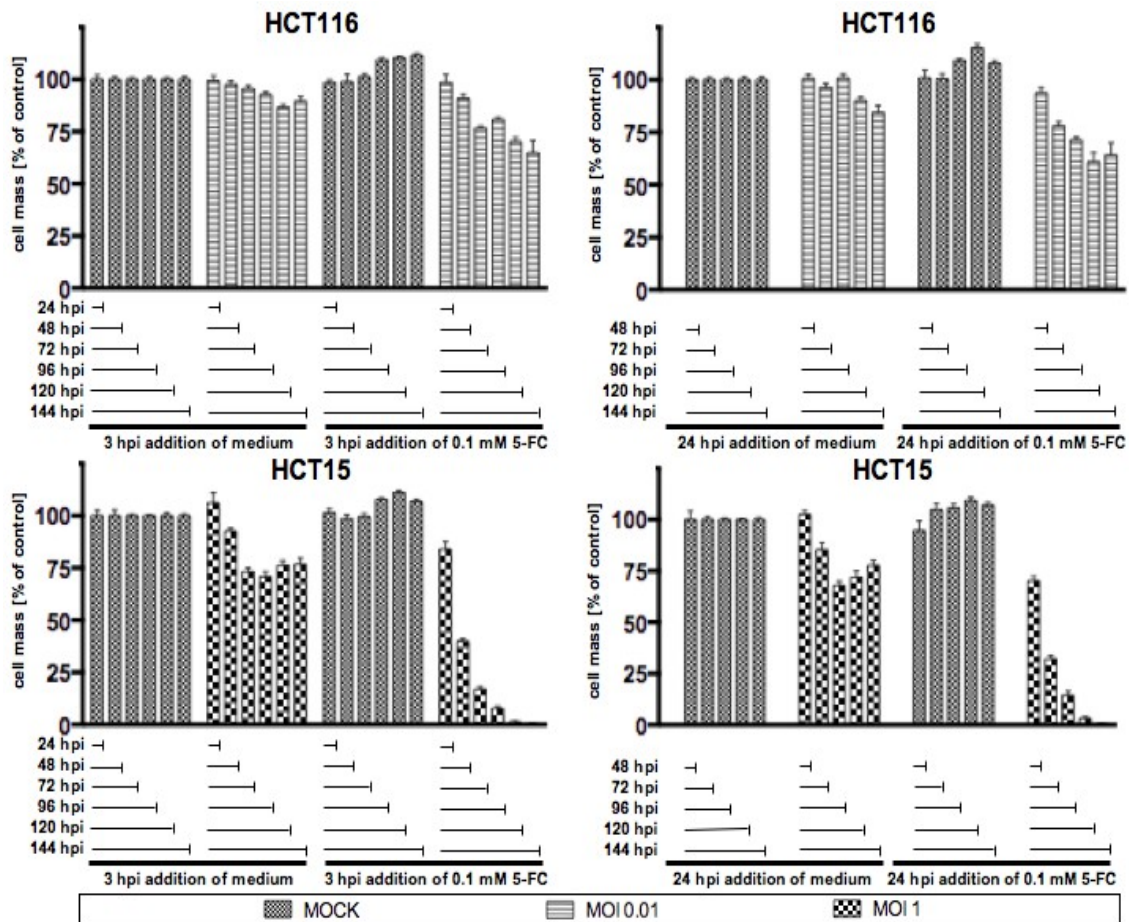 HCT116
cell mass [% of control]
100
75
50
25
0
24 hpi
48 hpi
72 hpi
96 hpi
120 hpi
144 hpi
3 hpi addition of medium
3 hpi addition of 0.1 mM 5-FC
HCT116
cell mass [% of control]
100
75
50
25
0
48 hpi
72 hpi
96 hpi
120 hpi
144 hpi
24 hpi addition of medium
24 hpi addition of 0.1 mM 5-FC
HCT15
cell mass [% of control]
100
75
50
25
0
24 hpi
48 hpi
72 hpi
96 hpi
120 hpi
144 hpi
3 hpi addition of medium
3 hpi addition of 0.1 mM 5-FC
HCT15
cell mass [% of control]
100
75
50
25
0
48 hpi
72 hpi
96 hpi
120 hpi
144 hpi
24 hpi addition of medium
24 hpi addition of 0.1 mM 5-FC
MOCK MOI 0.01 MOI 1